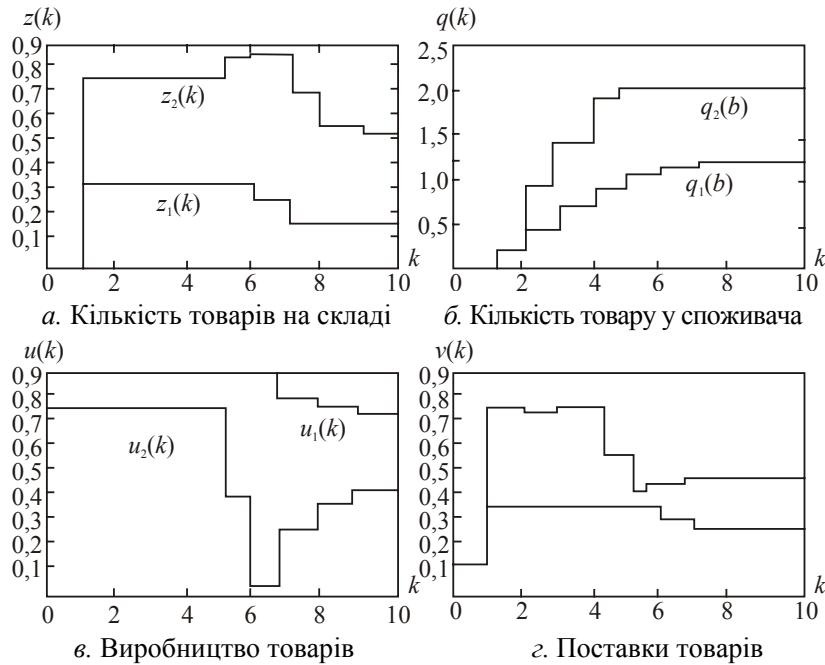 z(k) q(k)
0,9 2,5
0,8
0,7 z₂(k) 2,0 q₂(b)
0,6
0,5 1,5
0,4
0,3 1,0 q₁(b)
0,2 z₁(k) 0,5
0,1 k k
0 2 4 6 8 10 0 2 4 6 8 10
а. Кількість товарів на складі б. Кількість товару у споживача
u(k) v(k)
0,9 0,9
0,8 0,8
0,7 u₁(k) 0,7
0,6 u₂(k) 0,6
0,5 0,5
0,4 0,4
0,3 0,3
0,2 0,2
0,1 k 0,1 k
0 2 4 6 8 10 0 2 4 6 8 10
в. Виробництво товарів г. Поставки товарів